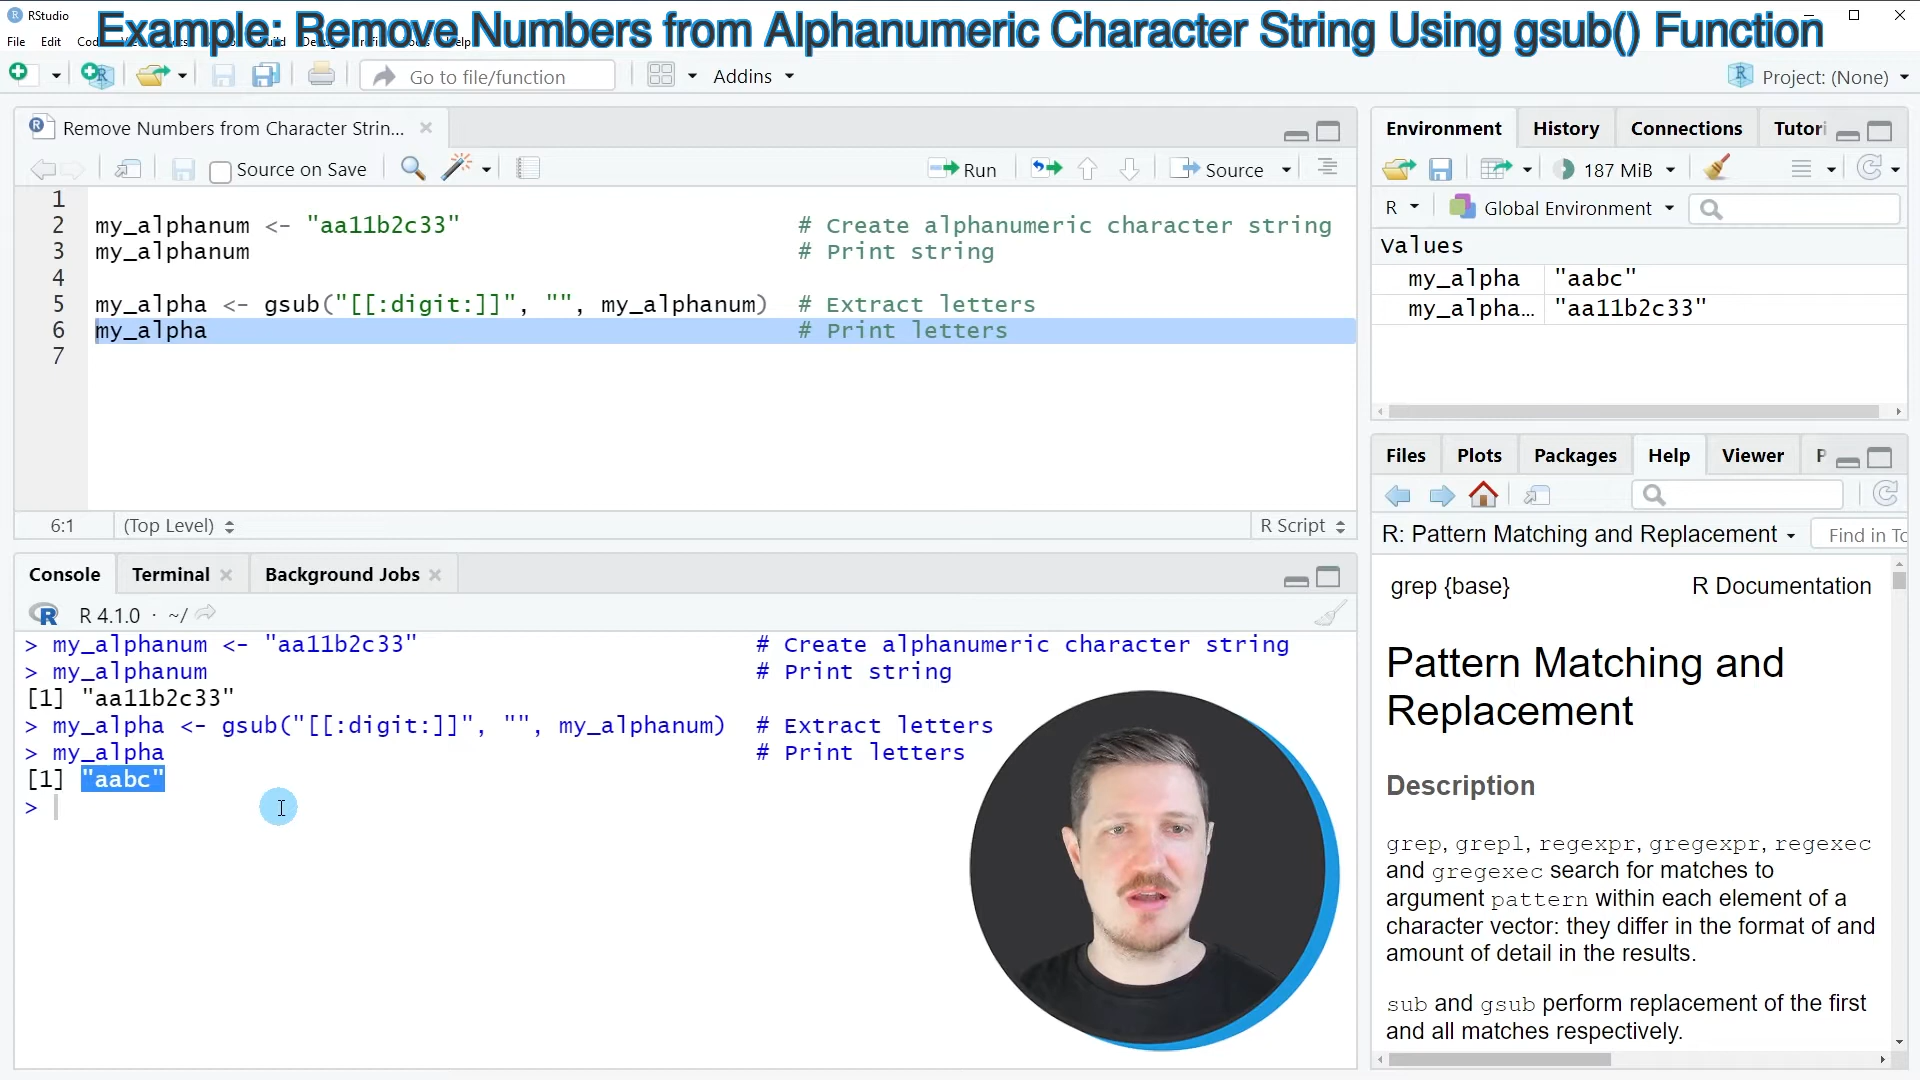 RStudio
Example: Remove Numbers from Alphanumeric Character String Using gsub() Function
File Edit
Go to file/function
Addins
Project: (None)
Remove Numbers from Character Strin...
Source on Save
Run
Source
1
2 my_alphanum <- "aa11b2c33" # Create alphanumeric character string
3 my_alphanum # Print string
4
5 my_alpha <- gsub("[[:digit:]]", "", my_alphanum) # Extract letters
6 my_alpha # Print letters
7
6:1 (Top Level) R Script
Console Terminal Background Jobs
R 4.1.0 · ~/
> my_alphanum <- "aa11b2c33" # Create alphanumeric character string
> my_alphanum # Print string
[1] "aa11b2c33"
> my_alpha <- gsub("[[:digit:]]", "", my_alphanum) # Extract letters
> my_alpha # Print letters
[1] "aabc"
>
Environment History Connections Tutori
187 MiB
R Global Environment
Values
my_alpha "aabc"
my_alpha… "aa11b2c33"
Files Plots Packages Help Viewer P
R: Pattern Matching and Replacement Find in To
grep {base} R Documentation
Pattern Matching and
Replacement
Description
grep, grepl, regexpr, gregexpr, regexec
and gregexec search for matches to
argument pattern within each element of a
character vector: they differ in the format of and
amount of detail in the results.
sub and gsub perform replacement of the first
and all matches respectively.